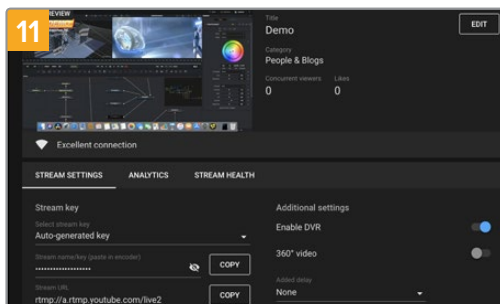 11
PREVIEW
Title
Demo
EDIT
Category
People & Blogs
Concurrent viewers Likes
0 0
Excellent connection
STREAM SETTINGS ANALYTICS STREAM HEALTH
Stream key
Additional settings
Select stream key
Auto-generated key
Enable DVR
Stream name/key (paste in encoder)
•••••••••••••••••••
COPY
360° video
Stream URL
rtmp://a.rtmp.youtube.com/live2
COPY
Added delay
None